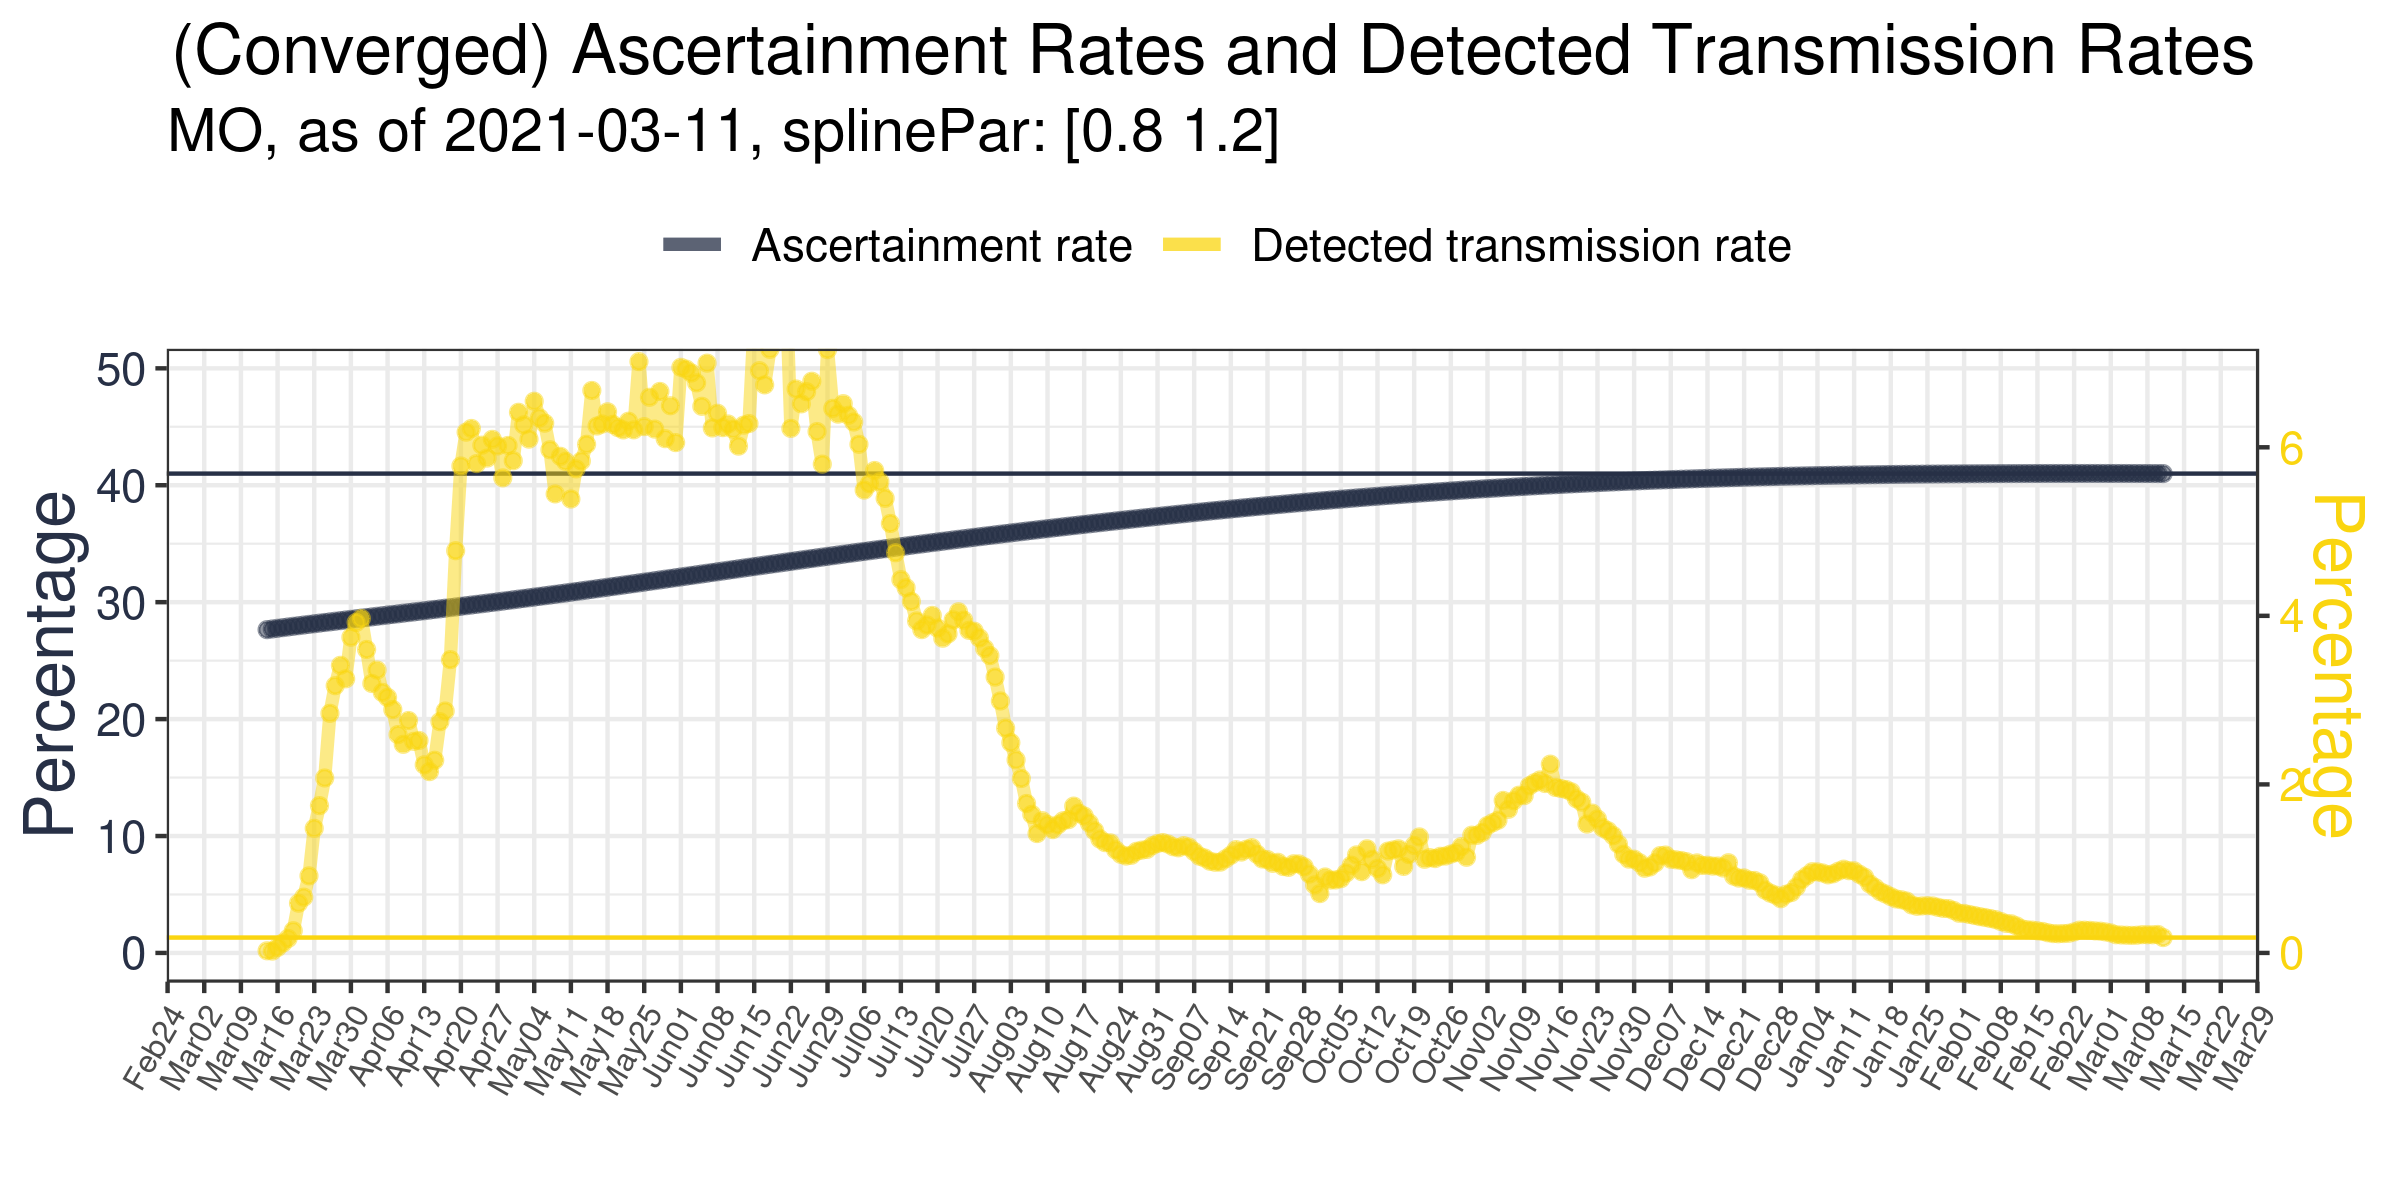 (Converged) Ascertainment Rates and Detected Transmission Rates
MO, as of 2021-03-11, splinePar: [0.8 1.2]
Ascertainment rate Detected transmission rate
Percentage
50
40
30
20
10
0
6
4
2
0
Percentage
Feb24 Mar02 Mar09 Mar16 Mar23 Mar30 Apr06 Apr13 Apr20 Apr27 May04 May11 May18 May25 Jun01 Jun08 Jun15 Jun22 Jun29 Jul06 Jul13 Jul20 Jul27 Aug03 Aug10 Aug17 Aug24 Aug31 Sep07 Sep14 Sep21 Sep28 Oct05 Oct12 Oct19 Oct26 Nov02 Nov09 Nov16 Nov23 Nov30 Dec07 Dec14 Dec21 Dec28 Jan04 Jan11 Jan18 Jan25 Feb01 Feb08 Feb15 Feb22 Mar01 Mar08 Mar15 Mar22 Mar29